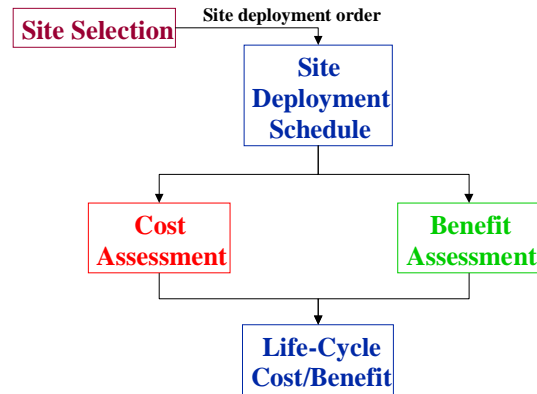 Site Selection
Site deployment order
Site
Deployment
Schedule
Cost
Assessment
Benefit
Assessment
Life-Cycle
Cost/Benefit